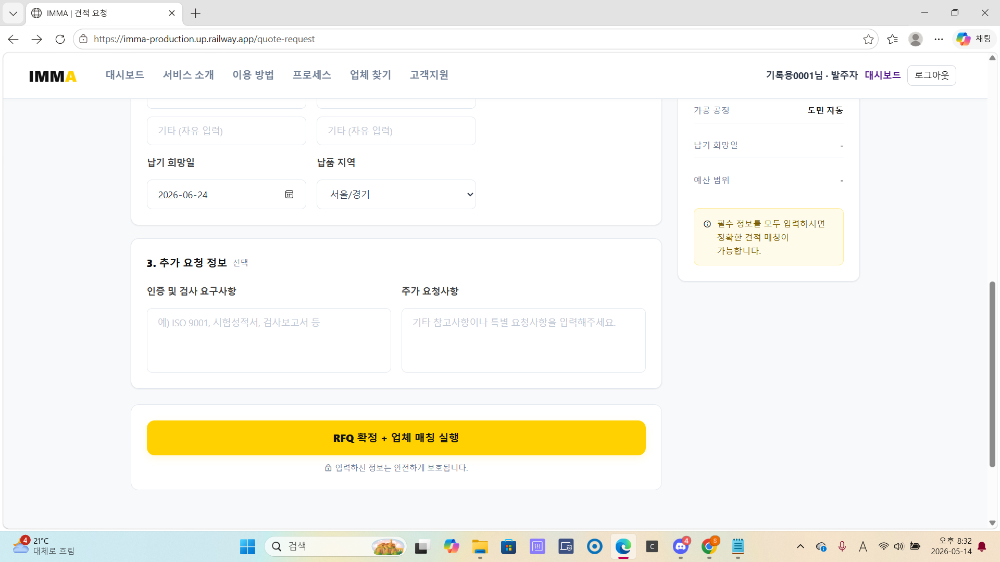 IMMA | 견적 요청
https://imma-production.up.railway.app/quote-request
채팅
IMMA
대시보드
서비스 소개
이용 방법
프로세스
업체 찾기
고객지원
기록용0001님 · 발주자
대시보드
로그아웃
기타 (자유 입력)
기타 (자유 입력)
납기 희망일
납품 지역
2026-06-24
서울/경기
3. 추가 요청 정보 선택
인증 및 검사 요구사항
추가 요청사항
예) ISO 9001, 시험성적서, 검사보고서 등
기타 참고사항이나 특별 요청사항을 입력해주세요.
RFQ 확정 + 업체 매칭 실행
입력하신 정보는 안전하게 보호됩니다.
가공 공정
도면 자동
납기 희망일
-
예산 범위
-
필수 정보를 모두 입력하시면
정확한 견적 매칭이
가능합니다.
4
21°C
대체로 흐림
검색
C
4
S
A
오후 8:32
2026-05-14